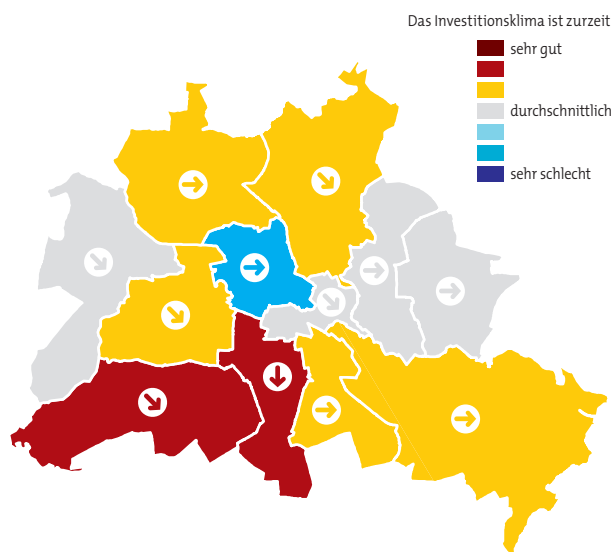 Das Investitionsklima ist zurzeit
sehr gut
durchschnittlich
sehr schlecht